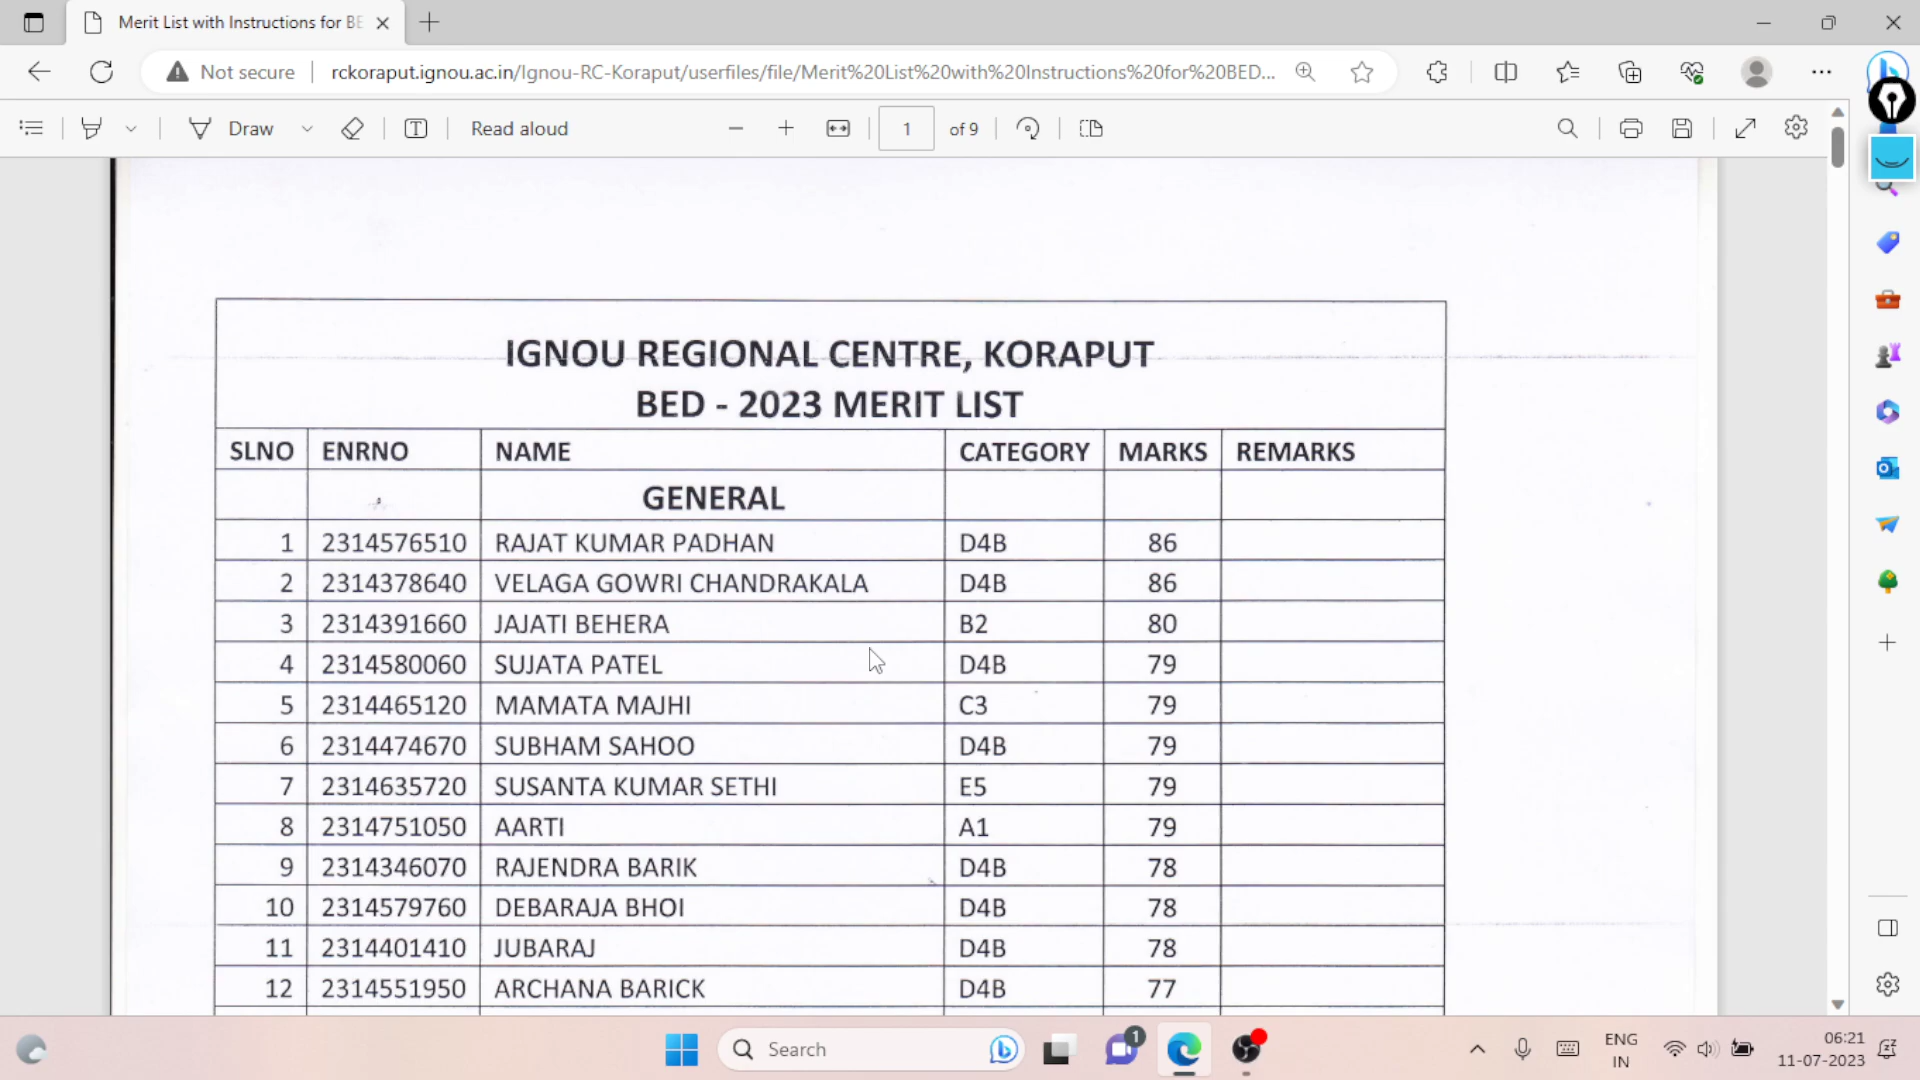 Merit List with Instructions for BE
Not secure
rckoraput.ignou.ac.in/Ignou-RC-Koraput/userfiles/file/Merit%20List%20with%20Instructions%20for%20BED...
Draw
Read aloud
1 of 9
IGNOU REGIONAL CENTRE, KORAPUT
BED - 2023 MERIT LIST
SLNO ENRNO NAME CATEGORY MARKS REMARKS
GENERAL
1 2314576510 RAJAT KUMAR PADHAN D4B 86
2 2314378640 VELAGA GOWRI CHANDRAKALA D4B 86
3 2314391660 JAJATI BEHERA B2 80
4 2314580060 SUJATA PATEL D4B 79
5 2314465120 MAMATA MAJHI C3 79
6 2314474670 SUBHAM SAHOO D4B 79
7 2314635720 SUSANTA KUMAR SETHI E5 79
8 2314751050 AARTI A1 79
9 2314346070 RAJENDRA BARIK D4B 78
10 2314579760 DEBARAJA BHOI D4B 78
11 2314401410 JUBARAJ D4B 78
12 2314551950 ARCHANA BARICK D4B 77
Search
1
ENG
IN
06:21
11-07-2023